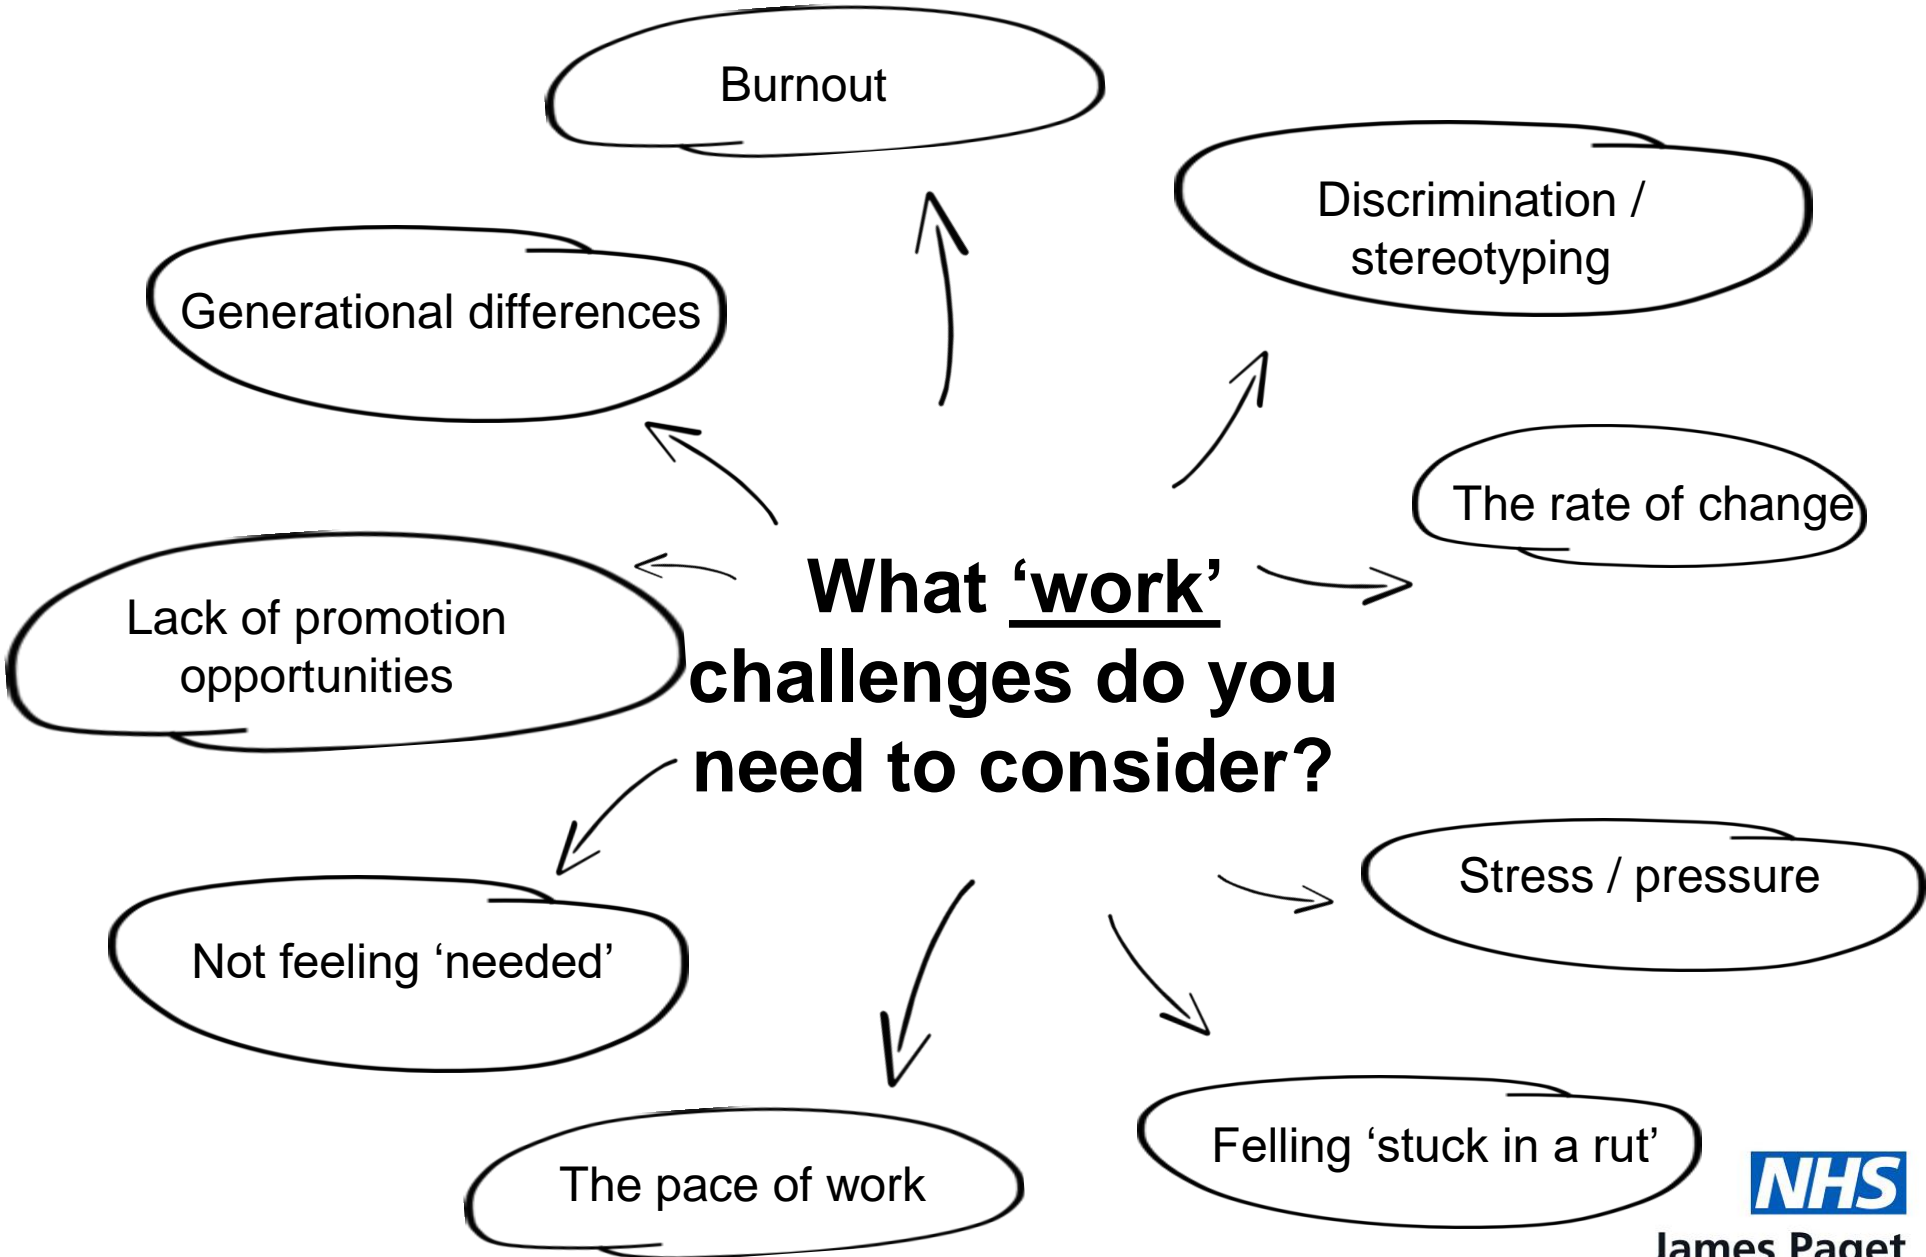 Burnout
Discrimination /
stereotyping
Generational differences
The rate of change
What ‘work’
challenges do you
need to consider?
Lack of promotion
opportunities
Stress / pressure
Not feeling ‘needed’
Felling ‘stuck in a rut’
The pace of work
NHS
James Paget